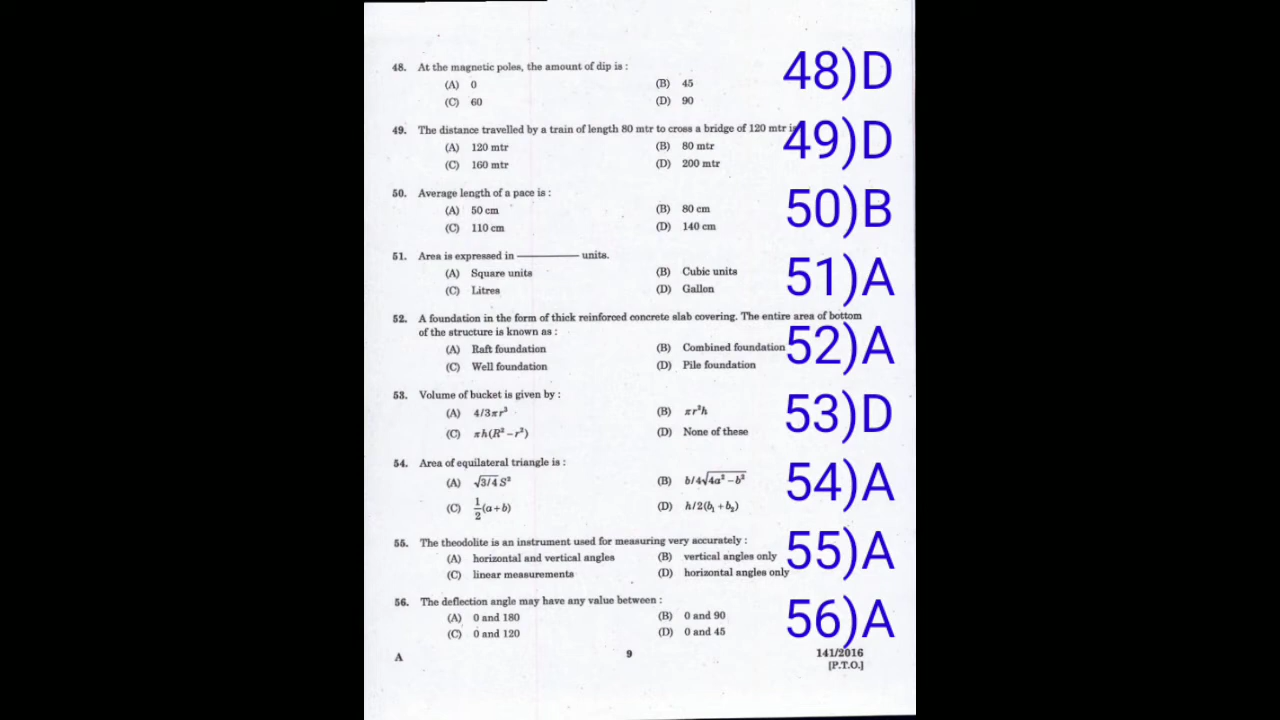 48. At the magnetic poles, the amount of dip is :
(A) 0 (B) 45
(C) 60 (D) 90
48)D
49. The distance travelled by a train of length 80 mtr to cross a bridge of 120 mtr is
(A) 120 mtr (B) 80 mtr
(C) 160 mtr (D) 200 mtr
49)D
50. Average length of a pace is :
(A) 50 cm (B) 80 cm
(C) 110 cm (D) 140 cm
50)B
51. Area is expressed in ———— units.
(A) Square units (B) Cubic units
(C) Litres (D) Gallon
51)A
52. A foundation in the form of thick reinforced concrete slab covering. The entire area of bottom
of the structure is known as :
(A) Raft foundation (B) Combined foundation
(C) Well foundation (D) Pile foundation
52)A
53. Volume of bucket is given by :
(A) 4/3πr³ (B) πr²h
(C) πh(R² – r²) (D) None of these
53)D
54. Area of equilateral triangle is :
(A) √3/4 S² (B) b/4√4a² – b²
(C) 1/2(a + b) (D) h/2(b₁ + b₂)
54)A
55. The theodolite is an instrument used for measuring very accurately :
(A) horizontal and vertical angles (B) vertical angles only
(C) linear measurements (D) horizontal angles only
55)A
56. The deflection angle may have any value between :
(A) 0 and 180 (B) 0 and 90
(C) 0 and 120 (D) 0 and 45
56)A
A 9 141/2016
[P.T.O.]